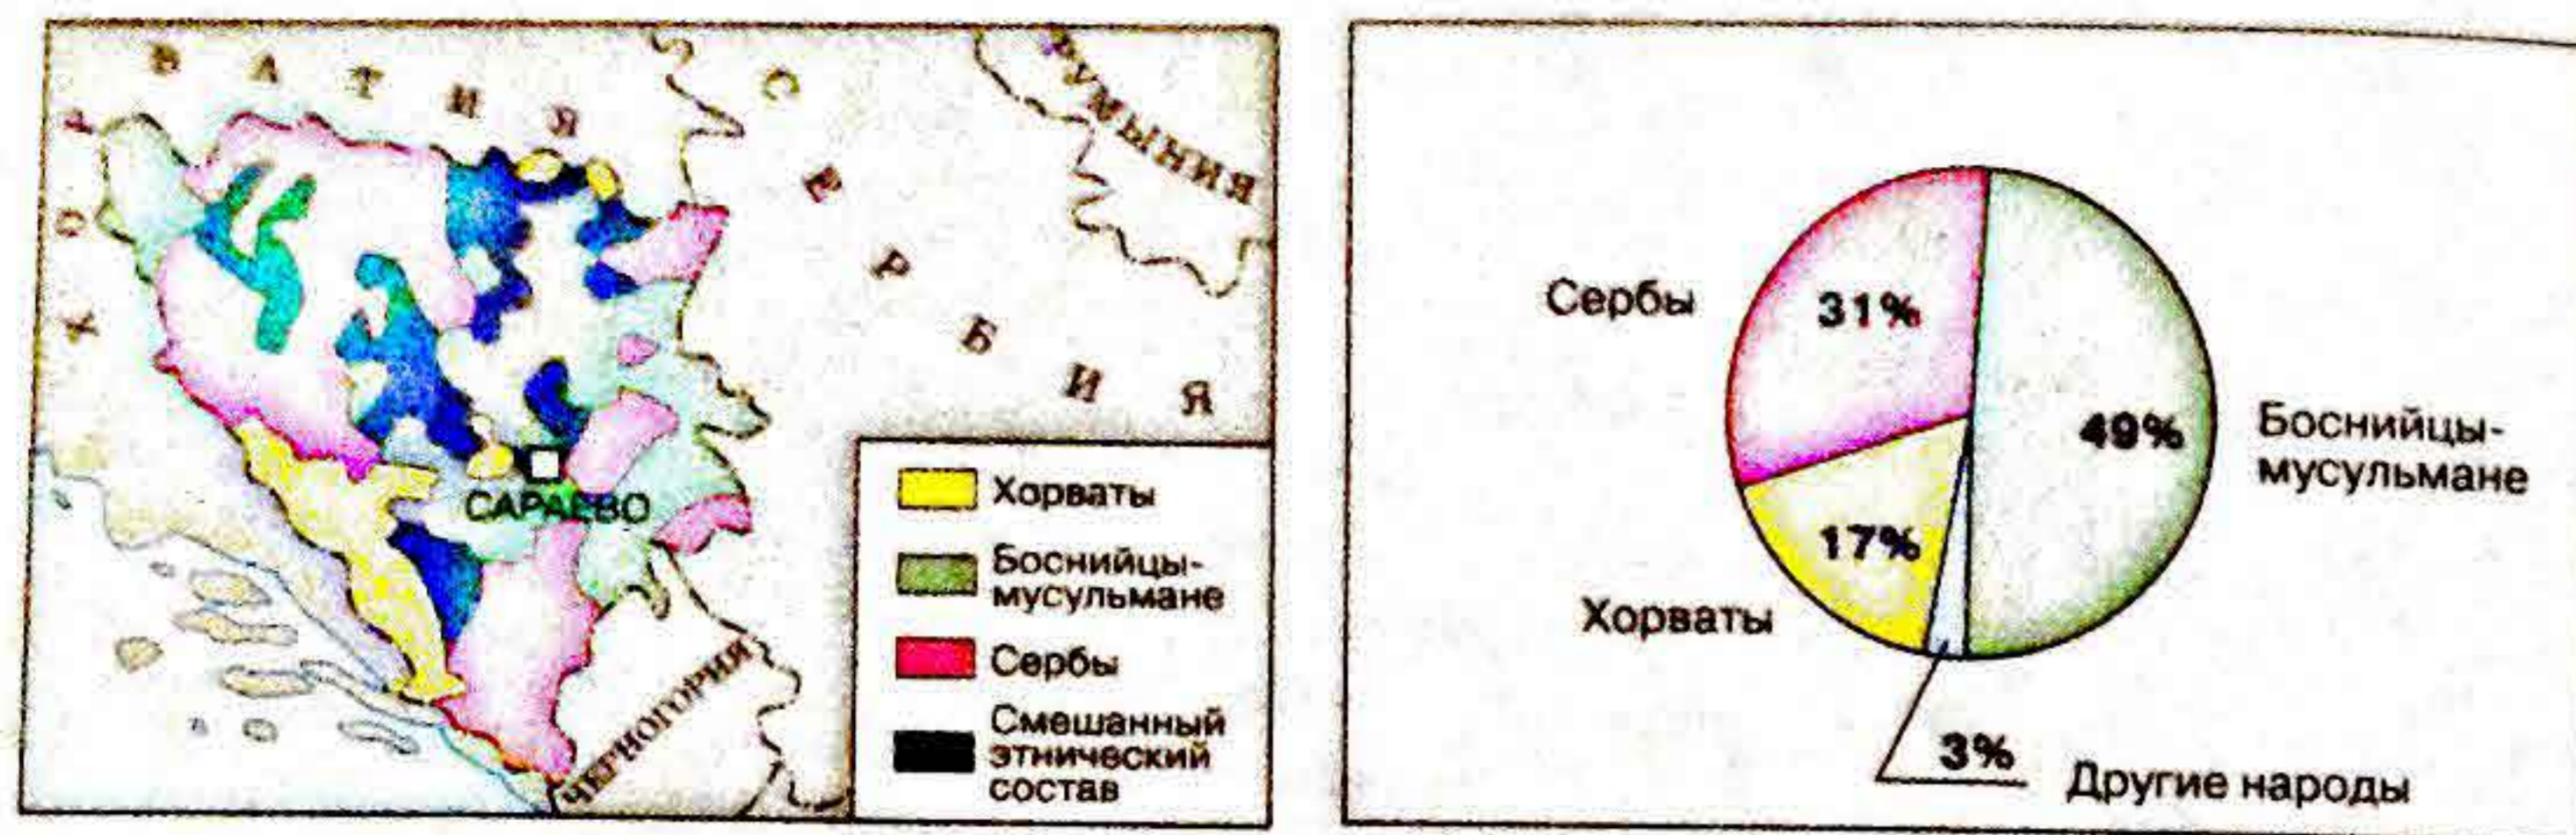 ХОРВАТИЯ
СЕРБИЯ
РУМЫНИЯ
САРАЕВО
ЧЕРНОГОРИЯ
Хорваты
Боснийцы-
мусульмане
Сербы
Смешанный
этнический
состав
Сербы
31%
49%
Боснийцы-
мусульмане
17%
Хорваты
3%
Другие народы